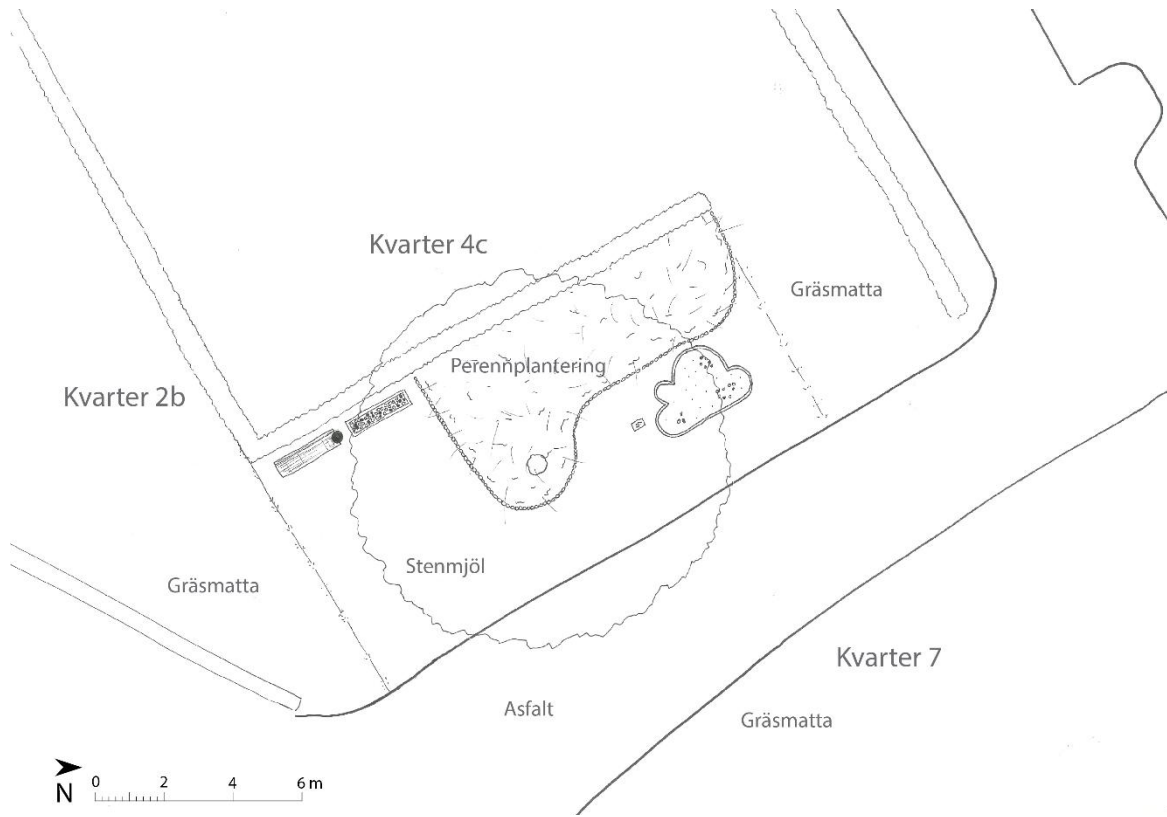 Kvarter 4c
Gräsmatta
Perennplantering
Kvarter 2b
Stenmjöl
Gräsmatta
Kvarter 7
Asfalt
Gräsmatta
N
0 2 4 6 m